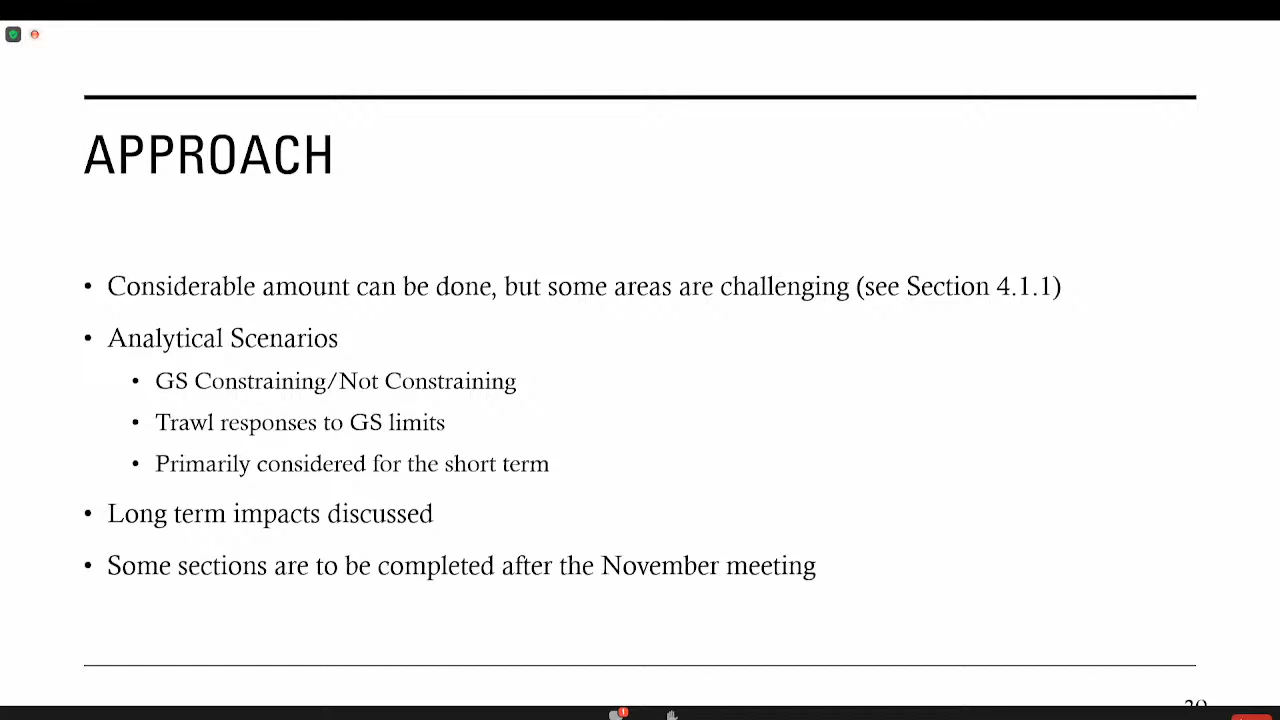 APPROACH
• Considerable amount can be done, but some areas are challenging (see Section 4.1.1)
• Analytical Scenarios
• GS Constraining/Not Constraining
• Trawl responses to GS limits
• Primarily considered for the short term
• Long term impacts discussed
• Some sections are to be completed after the November meeting
1